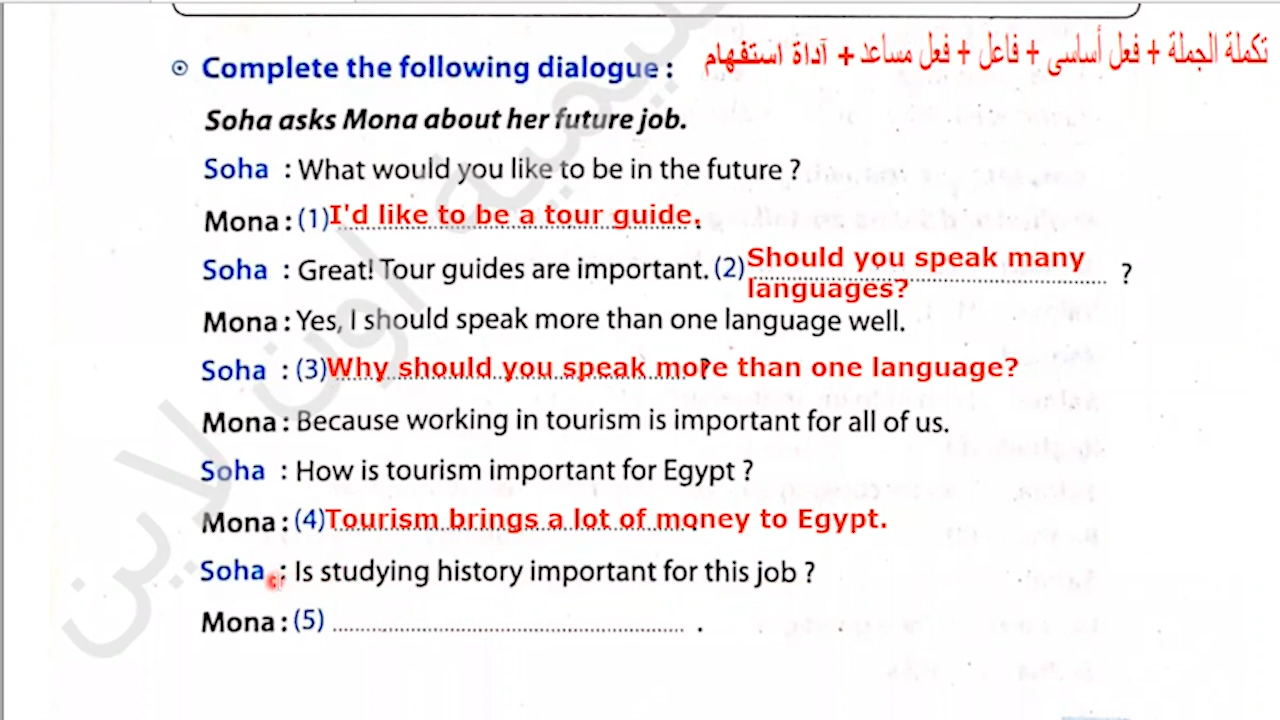 تكملة الجملة + فعل أساسى + فاعل + فعل مساعد + آداة استفهام
Complete the following dialogue :
Soha asks Mona about her future job.
Soha : What would you like to be in the future ?
Mona : (1) I'd like to be a tour guide. .
Soha : Great! Tour guides are important. (2) Should you speak many
languages? ?
Mona : Yes, I should speak more than one language well.
Soha : (3) Why should you speak more than one language? ?
Mona : Because working in tourism is important for all of us.
Soha : How is tourism important for Egypt ?
Mona : (4) Tourism brings a lot of money to Egypt. .
Soha : Is studying history important for this job ?
Mona : (5) .
اون لاين